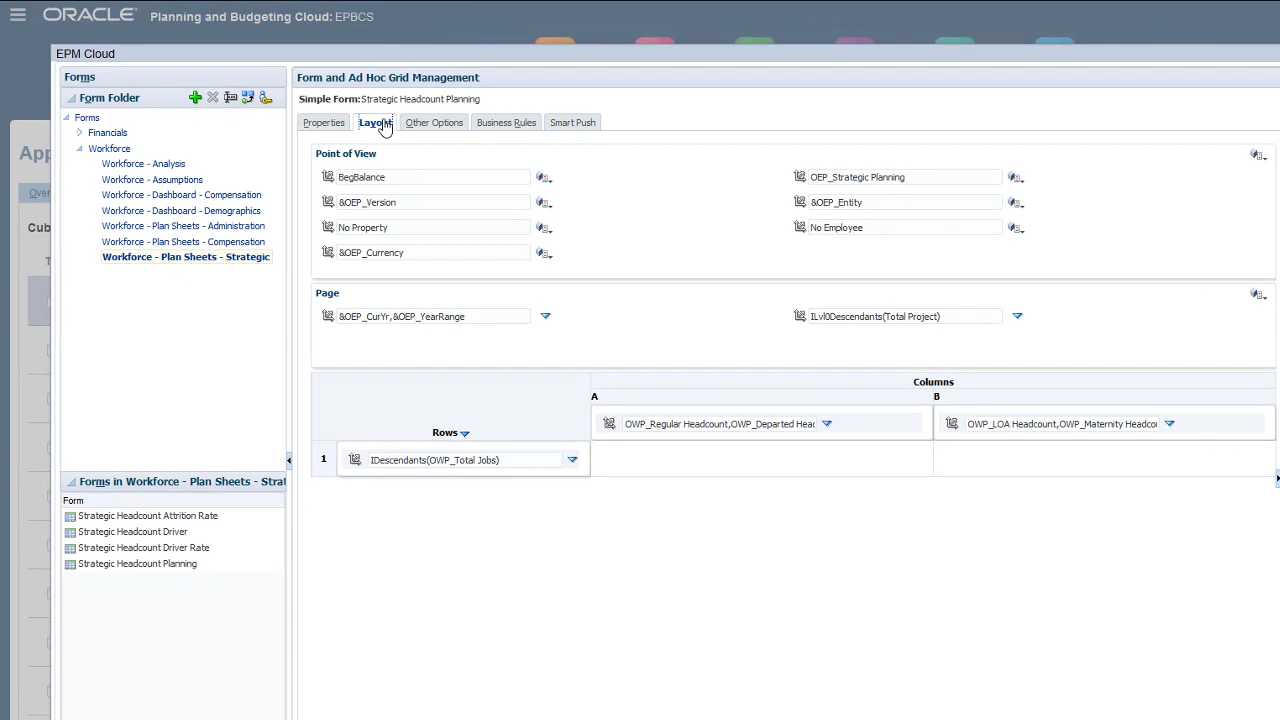 ORACLE Planning and Budgeting Cloud: EPBCS
EPM Cloud
Forms
Form Folder
Forms
Financials
Workforce
Workforce - Analysis
Workforce - Assumptions
Workforce - Dashboard - Compensation
Workforce - Dashboard - Demographics
Workforce - Plan Sheets - Administration
Workforce - Plan Sheets - Compensation
Workforce - Plan Sheets - Strategic
Forms in Workforce - Plan Sheets - Strat
Form
Strategic Headcount Attrition Rate
Strategic Headcount Driver
Strategic Headcount Driver Rate
Strategic Headcount Planning
Form and Ad Hoc Grid Management
Simple Form: Strategic Headcount Planning
Properties Layout Other Options Business Rules Smart Push
Point of View
BegBalance OEP_Strategic Planning
&OEP_Version &OEP_Entity
No Property No Employee
&OEP_Currency
Page
&OEP_CurYr,&OEP_YearRange ILvl0Descendants(Total Project)
Columns
A B
OWP_Regular Headcount,OWP_Departed Head OWP_LOA Headcount,OWP_Maternity Headcou
Rows
1 IDescendants(OWP_Total Jobs)
App
Over
Cub
T